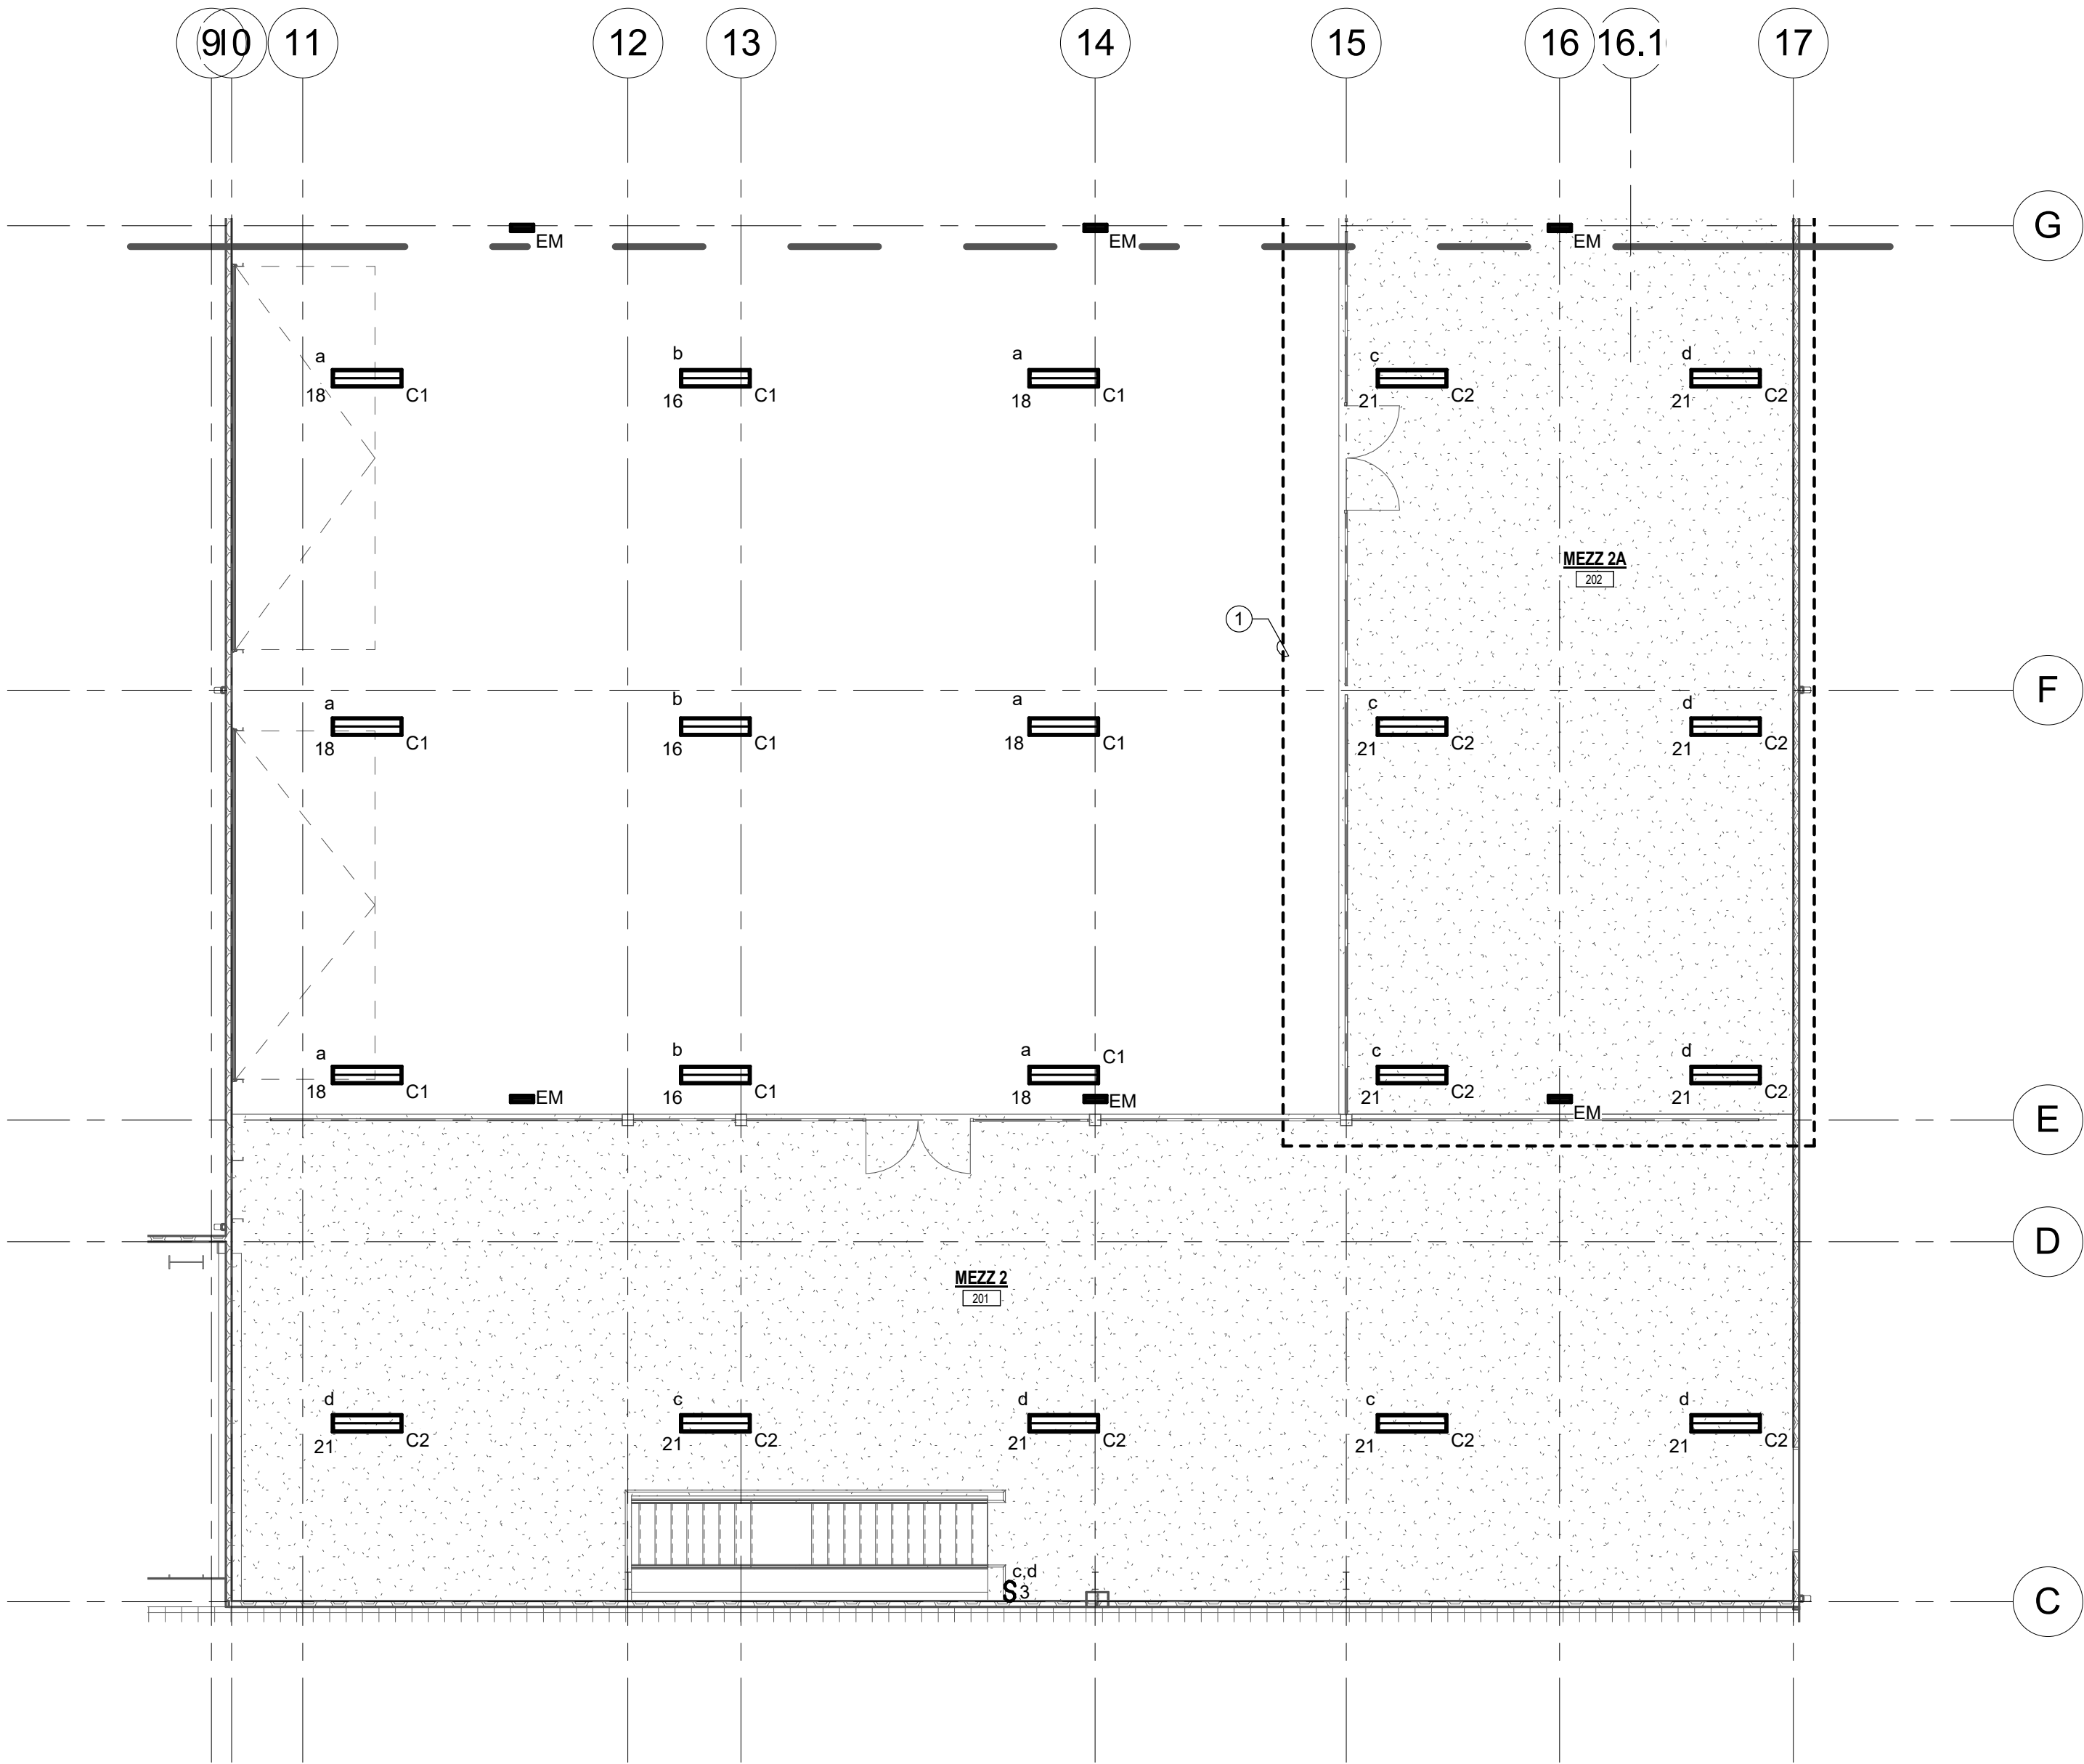 9 10 11 12 13 14 15 16 16.1 17
G
EM EM EM
a b a c d
18 C1 16 C1 18 C1 21 C2 21 C2
MEZZ 2A
202
1
F
a b a c d
18 C1 16 C1 18 C1 21 C2 21 C2
a b a C1 c d
18 C1 16 C1 18 21 C2 21 C2
EM EM EM
E
D
MEZZ 2
201
d c d c d
21 C2 21 C2 21 C2 21 C2 21 C2
c,d
S 3
C